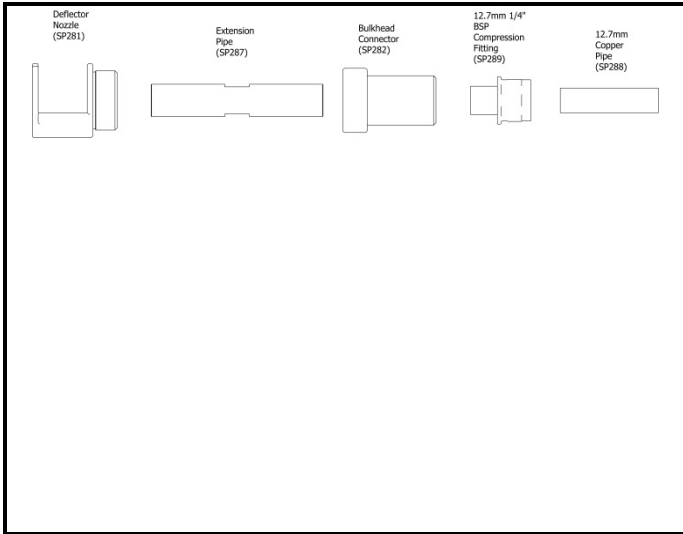 Deflector
Nozzle
(SP281)
Extension
Pipe
(SP287)
Bulkhead
Connector
(SP282)
12.7mm 1/4"
BSP
Compression
Fitting
(SP289)
12.7mm
Copper
Pipe
(SP288)